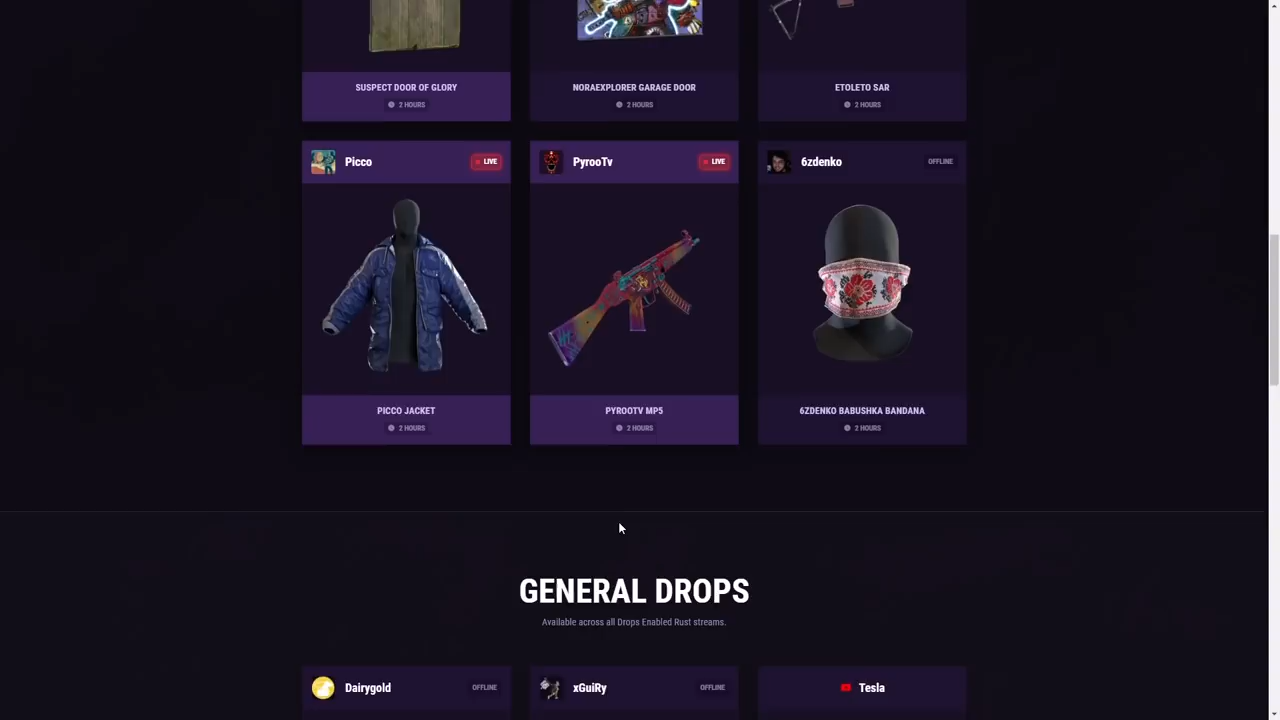 SUSPECT DOOR OF GLORY
2 HOURS
NORAEXPLORER GARAGE DOOR
2 HOURS
ETOLETO SAR
2 HOURS
Picco
LIVE
PyrooTv
LIVE
6zdenko
OFFLINE
PICCO JACKET
2 HOURS
PYROOTV MP5
2 HOURS
6ZDENKO BABUSHKA BANDANA
2 HOURS
GENERAL DROPS
Available across all Drops Enabled Rust streams.
Dairygold
OFFLINE
xGuiRy
OFFLINE
Tesla